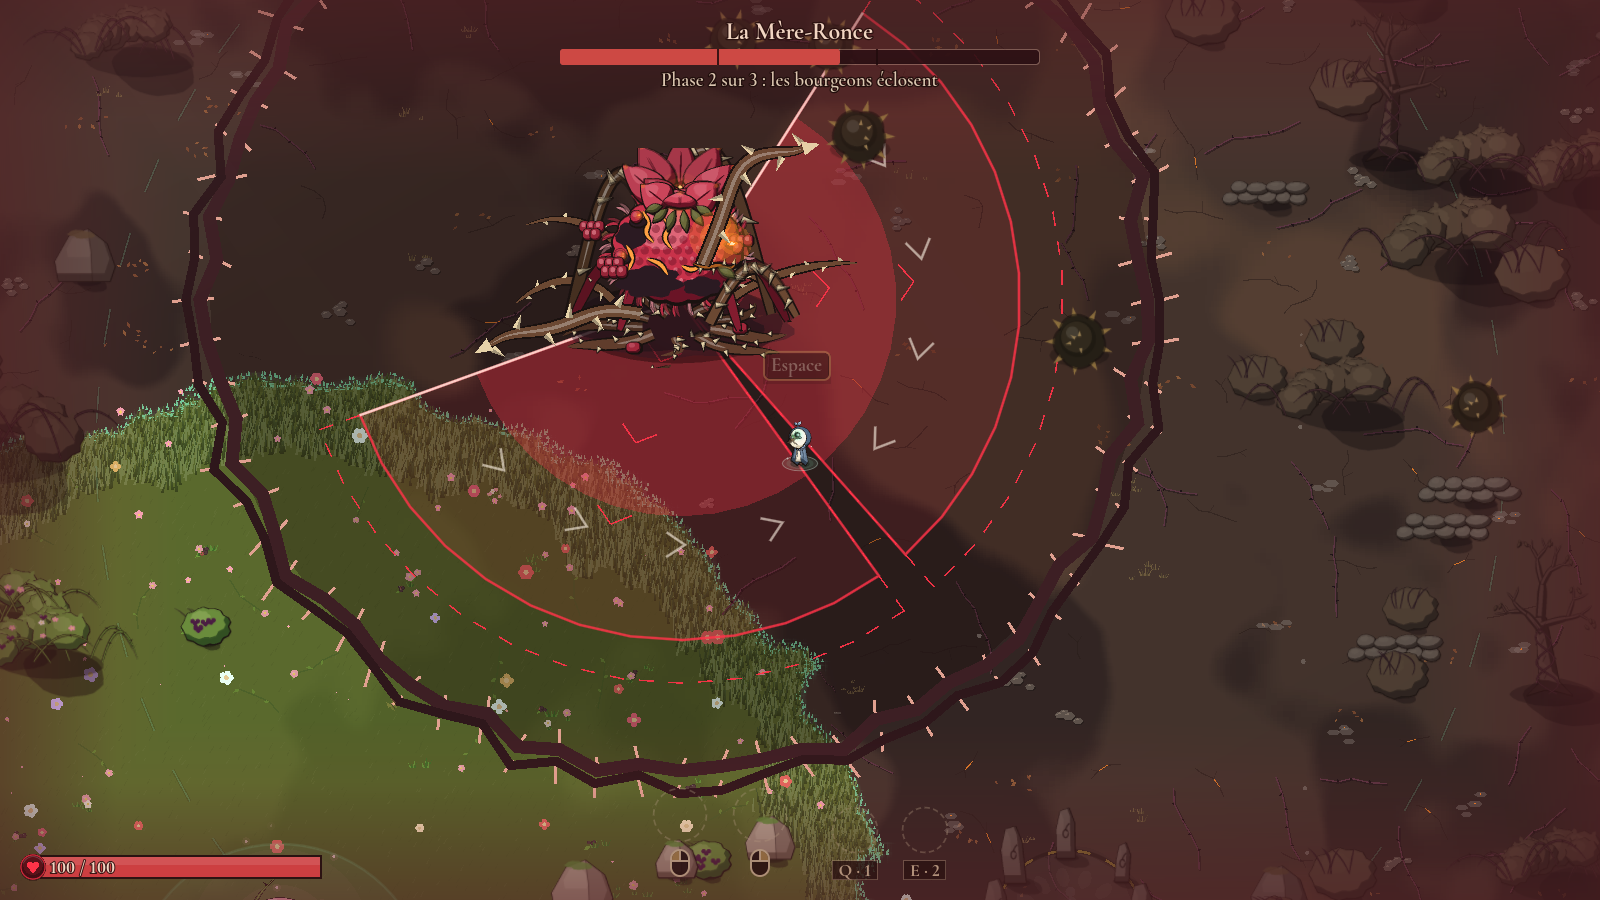 La Mère-Ronce
Phase 2 sur 3 : les bourgeons éclosent
Espace
100 / 100
Q · 1
E · 2